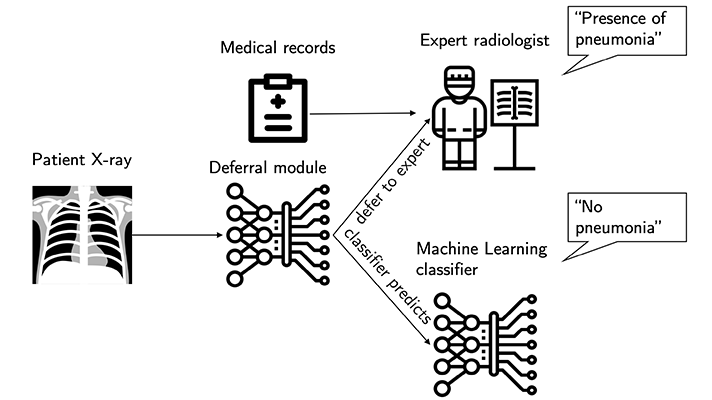 Medical records
Expert radiologist
“Presence of
pneumonia”
Patient X-ray
Deferral module
defer to expert
classifier predicts
“No
pneumonia”
Machine Learning
classifier